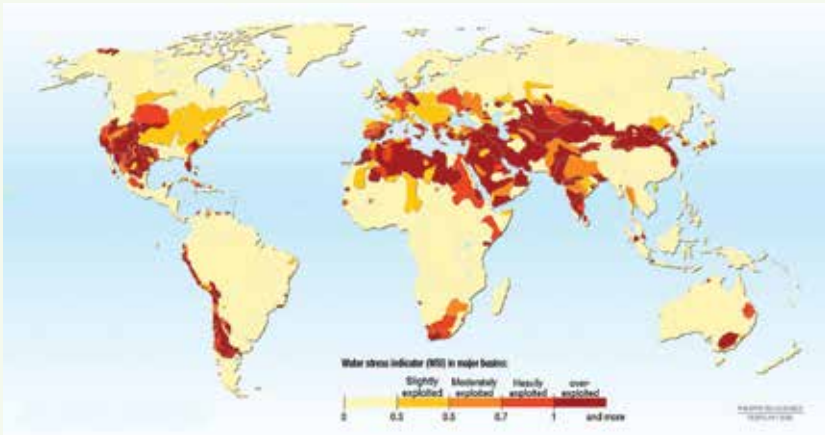 Water stress indicator (WSI) in major basins:
Slightly Moderately Heavily over-
exploited exploited exploited exploited
0 0.3 0.5 0.7 1 and more